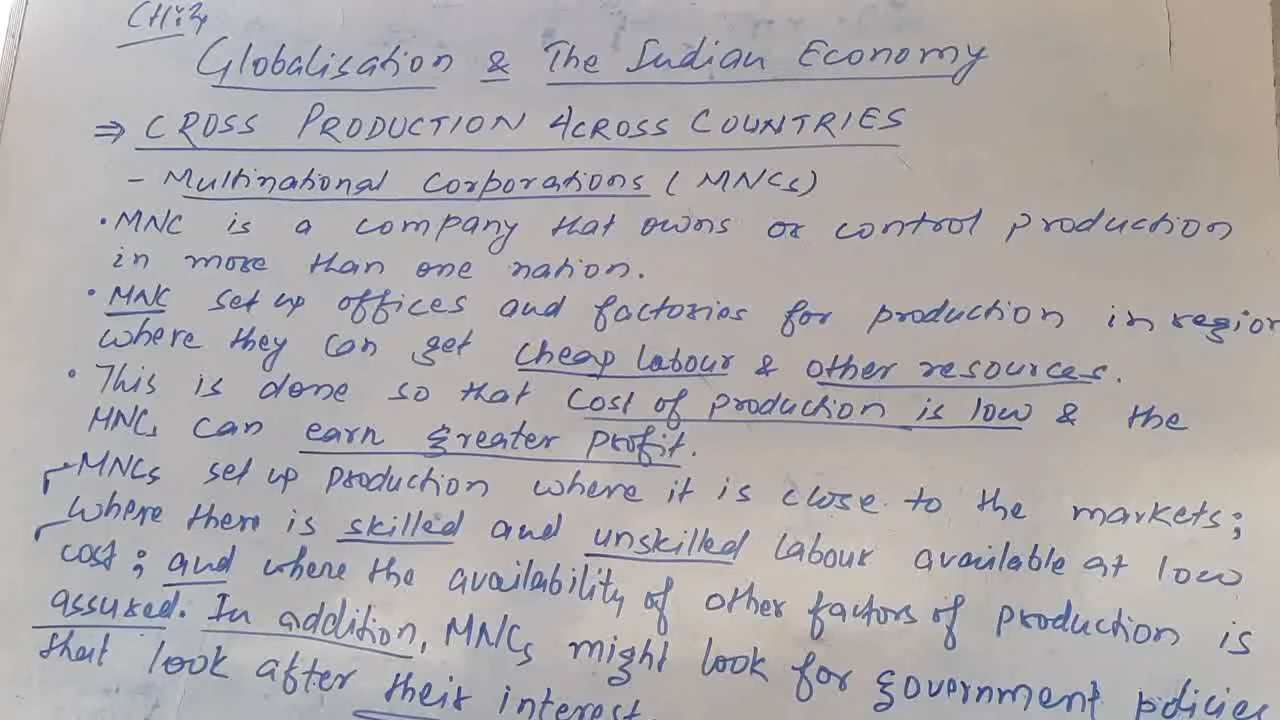 CH:4
Globalisation & The Indian Economy
⇒ CROSS PRODUCTION ACROSS COUNTRIES
- Multinational Corporations (MNCs)
• MNC is a company that owns or control production
in more than one nation.
• MNC set up offices and factories for production in region
where they can get cheap labour & other resources.
• This is done so that cost of production is low & the
MNCs can earn greater profit.
MNCs set up production where it is close to the markets;
where there is skilled and unskilled labour available at low
cost; and where the availability of other factors of production is
assured. In addition, MNCs might look for government policies
that look after their interest.